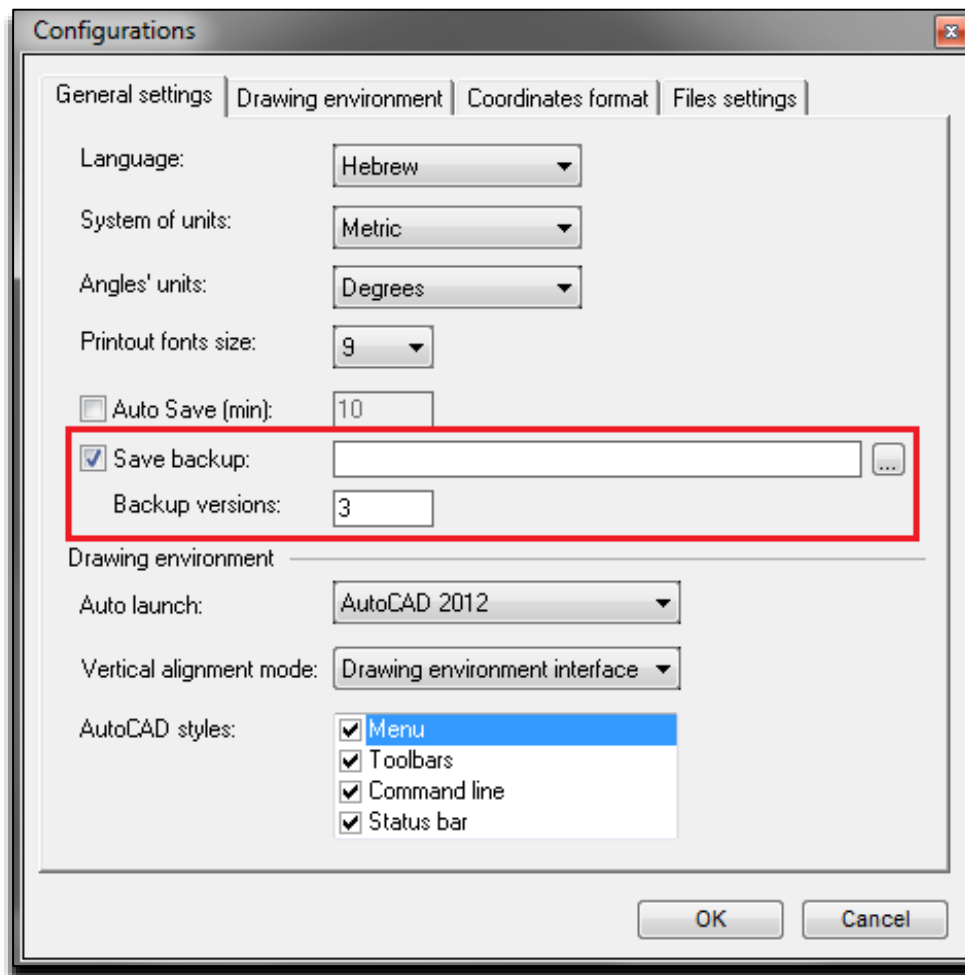 Configurations
General settings Drawing environment Coordinates format Files settings
Language: Hebrew
System of units: Metric
Angles' units: Degrees
Printout fonts size: 9
Auto Save (min): 10
Save backup: ...
Backup versions: 3
Drawing environment
Auto launch: AutoCAD 2012
Vertical alignment mode: Drawing environment interface
AutoCAD styles: Menu
Toolbars
Command line
Status bar
OK Cancel